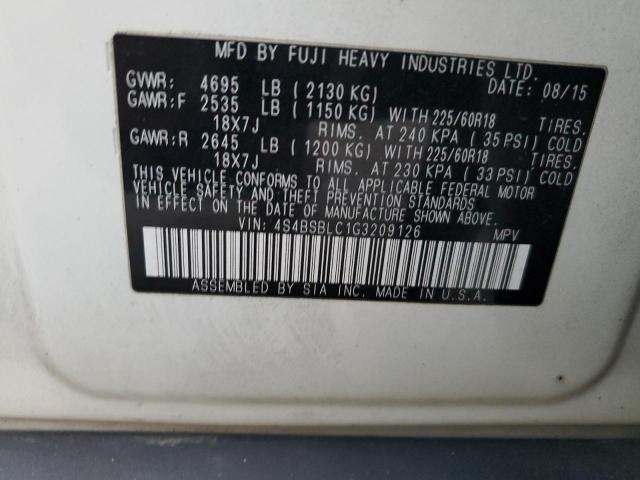 MFD BY FUJI HEAVY INDUSTRIES LTD.
GVWR: 4695 LB ( 2130 KG) DATE: 08/15
GAWR:F 2535 LB ( 1150 KG) WITH 225/60R18 TIRES.
18X7J RIMS. AT 240 KPA ( 35 PSI) COLD
GAWR:R 2645 LB ( 1200 KG) WITH 225/60R18 TIRES.
18X7J RIMS. AT 230 KPA ( 33 PSI) COLD
THIS VEHICLE CONFORMS TO ALL APPLICABLE FEDERAL MOTOR
VEHICLE SAFETY AND THEFT PREVENTION STANDARDS
IN EFFECT ON THE DATE OF MANUFACTURE SHOWN ABOVE.
VIN: 4S4BSBLC1G3209126 MPV
ASSEMBLED BY SIA INC. MADE IN U.S.A.